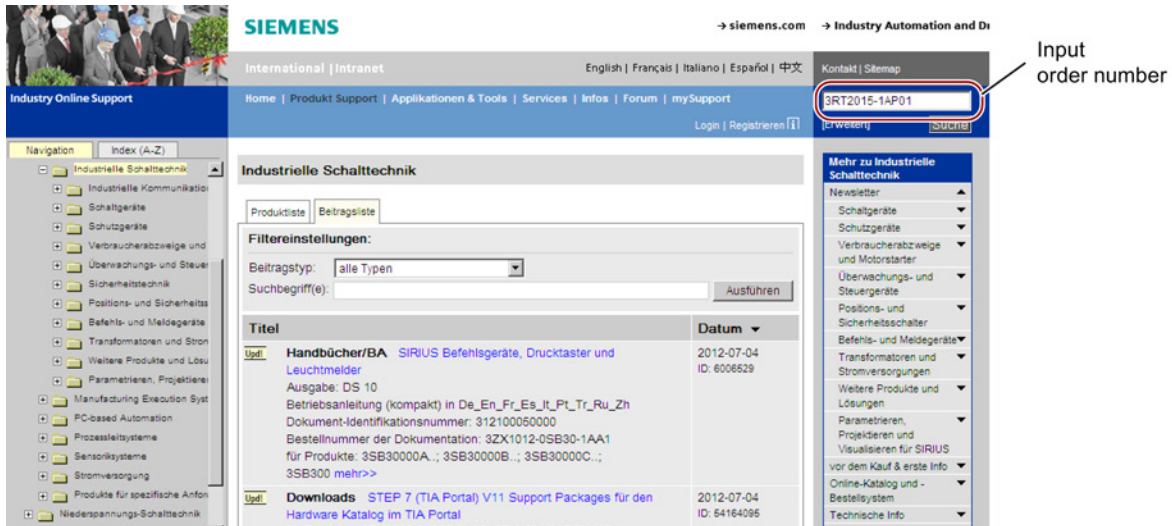 SIEMENS
→ siemens.com → Industry Automation and Dr
International | Intranet
English | Français | Italiano | Español | 中文
Kontakt | Sitemap
Input
order number
Industry Online Support
Home | Produkt Support | Applikationen & Tools | Services | Infos | Forum | mySupport
3RT2015-1AP01
Login | Registrieren
[Erweitert]
Suche
Navigation
Index (A-Z)
Industrielle Schalttechnik
Industrielle Kommunikation
Schaltgeräte
Schutzgeräte
Verbraucherabzweige und
Überwachungs- und Steuer
Sicherheitstechnik
Positions- und Sicherheitss
Befehls- und Meldegeräte
Transformatoren und Strom
Weitere Produkte und Lösu
Parametrieren, Projektieren
Manufacturing Execution Syst
PC-based Automation
Prozessleitsysteme
Sensoriksysteme
Stromversorgung
Produkte für spezifische Anfor
Niederspannungs-Schalttechnik
Industrielle Schalttechnik
Produktliste
Beitragsliste
Filtereinstellungen:
Beitragstyp: alle Typen
Suchbegriff(e):
Ausführen
Titel
Datum
Upd! Handbücher/BA SIRIUS Befehlsgeräte, Drucktaster und
Leuchtmelder
2012-07-04
ID: 6006529
Ausgabe: DS 10
Betriebsanleitung (kompakt) in De_En_Fr_Es_It_Pt_Tr_Ru_Zh
Dokument-Identifikationsnummer: 312100050000
Bestellnummer der Dokumentation: 3ZX1012-0SB30-1AA1
für Produkte: 3SB30000A..; 3SB30000B..; 3SB30000C..;
3SB300 mehr>>
Upd! Downloads STEP 7 (TIA Portal) V11 Support Packages für den
Hardware Katalog im TIA Portal
2012-07-04
ID: 54164095
Mehr zu Industrielle
Schalttechnik
Newsletter
Schaltgeräte
Schutzgeräte
Verbraucherabzweige
und Motorstarter
Überwachungs- und
Steuergeräte
Positions- und
Sicherheitsschalter
Befehls- und Meldegeräte
Transformatoren und
Stromversorgungen
Weitere Produkte und
Lösungen
Parametrieren,
Projektieren und
Visualisieren für SIRIUS
vor dem Kauf & erste Info
Online-Katalog und -
Bestellsystem
Technische Info